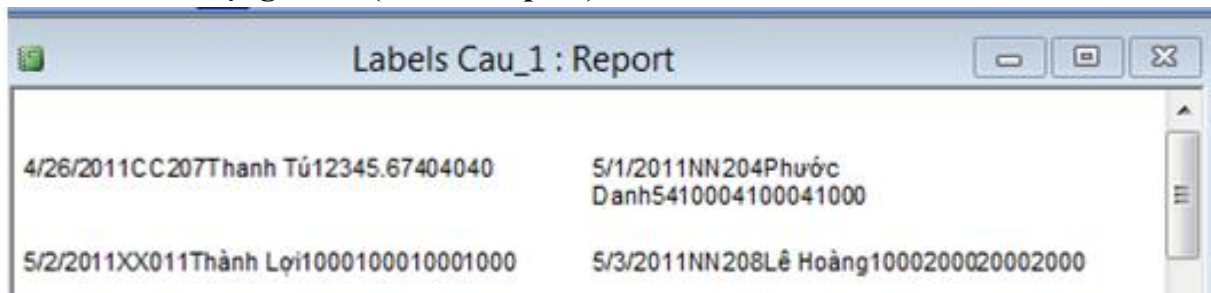 Labels Cau_1 : Report
4/26/2011CC207Thanh Tú12345.67404040
5/1/2011NN204Phước
Danh5410004100041000
5/2/2011XX011Thành Lợi1000100010001000
5/3/2011NN208Lê Hoàng1000200020002000